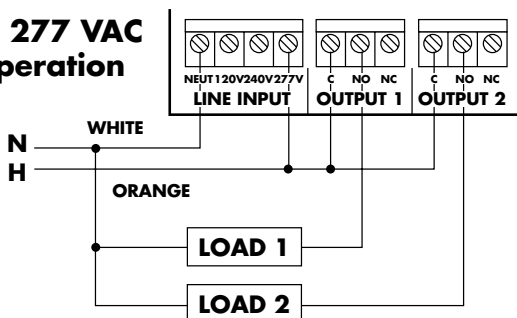 277 VAC
peration
NEUT 120V 240V 277V C NO NC C NO NC
LINE INPUT OUTPUT 1 OUTPUT 2
WHITE
N
H
ORANGE
LOAD 1
LOAD 2